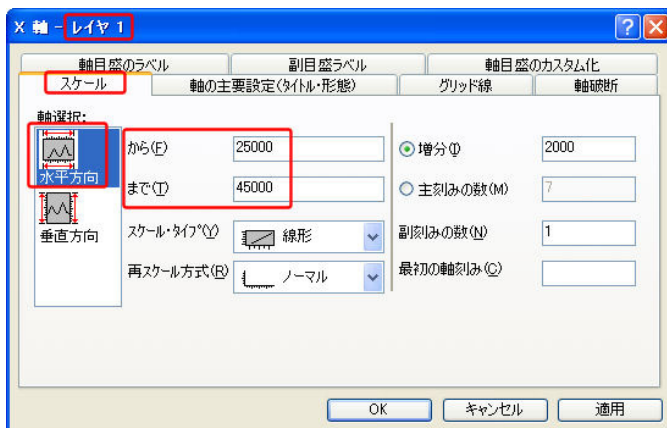 X 軸 - レイヤ 1
軸目盛のラベル 副目盛ラベル 軸目盛のカスタム化
スケール 軸の主要設定(タイトル・形態) グリッド線 軸破断
軸選択:
水平方向
垂直方向
から(F) 25000
まで(T) 45000
スケール・タイプ(Y) 線形
再スケール方式(R) ノーマル
増分(I) 2000
主刻みの数(M) 7
副刻みの数(N) 1
最初の軸刻み(C)
OK キャンセル 適用